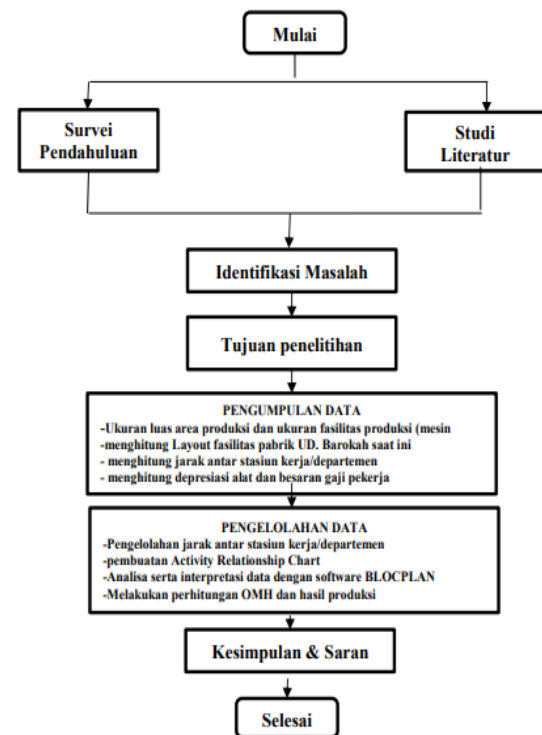 Mulai
Survei
Pendahuluan
Studi
Literatur
Identifikasi Masalah
Tujuan penelitihan
PENGUMPULAN DATA
-Ukuran luas area produksi dan ukuran fasilitas produksi (mesin
-menghitung Layout fasilitas pabrik UD. Barokah saat ini
- menghitung jarak antar stasiun kerja/departemen
- menghitung depresiasi alat dan besaran gaji pekerja
PENGELOLAHAN DATA
-Pengelolahan jarak antar stasiun kerja/departemen
-pembuatan Activity Relationship Chart
-Analisa serta interpretasi data dengan software BLOCPLAN
-Melakukan perhitungan OMH dan hasil produksi
Kesimpulan & Saran
Selesai